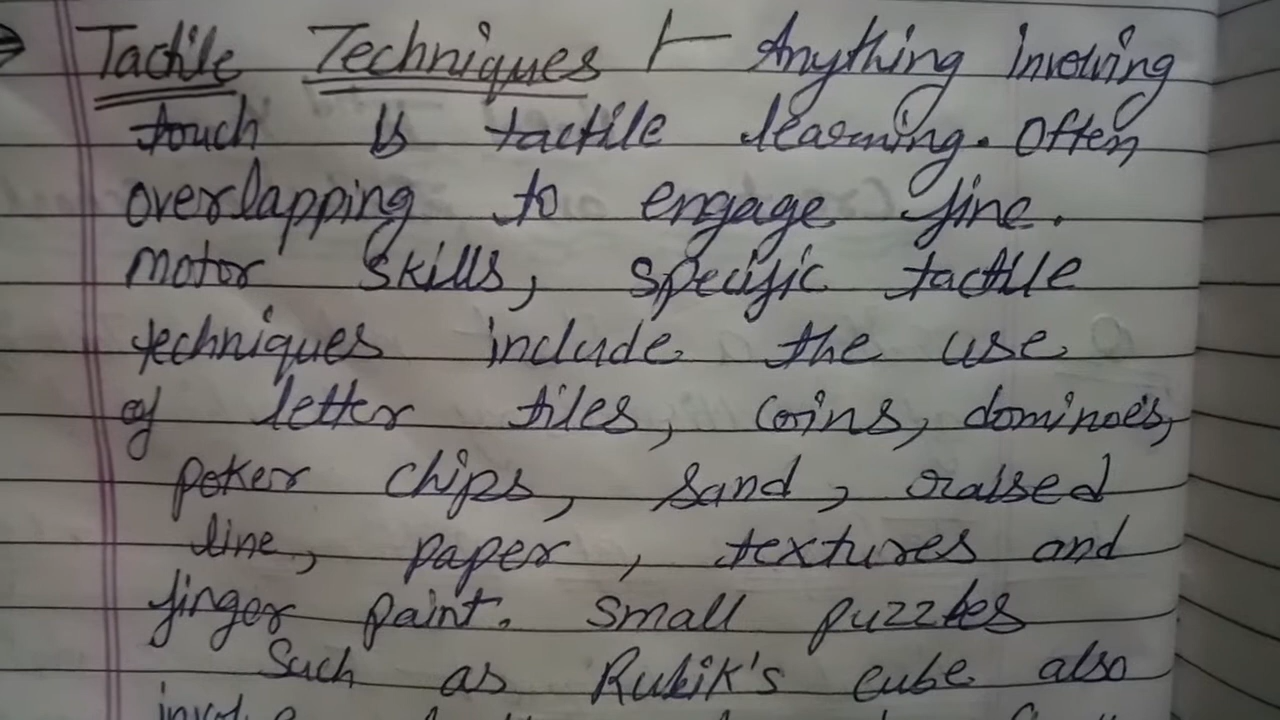 ⇒ Tactile Techniques :- Anything involving
touch is tactile learning. Often
overlapping to engage fine.
motor skills, specific tactile
techniques include the use
of letter tiles, coins, dominoes,
poker chips, sand, raised
line, paper, textures and
finger paint. Small puzzles
Such as Rubik's cube also